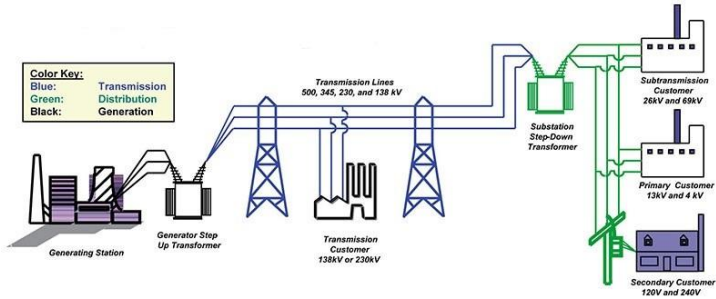 Color Key:
Blue: Transmission
Green: Distribution
Black: Generation
Transmission Lines
500, 345, 230, and 138 kV
Substation
Step-Down
Transformer
Subtransmission
Customer
26kV and 69kV
Primary Customer
13kV and 4 kV
Generating Station
Generator Step
Up Transformer
Transmission
Customer
138kV or 230kV
Secondary Customer
120V and 240V